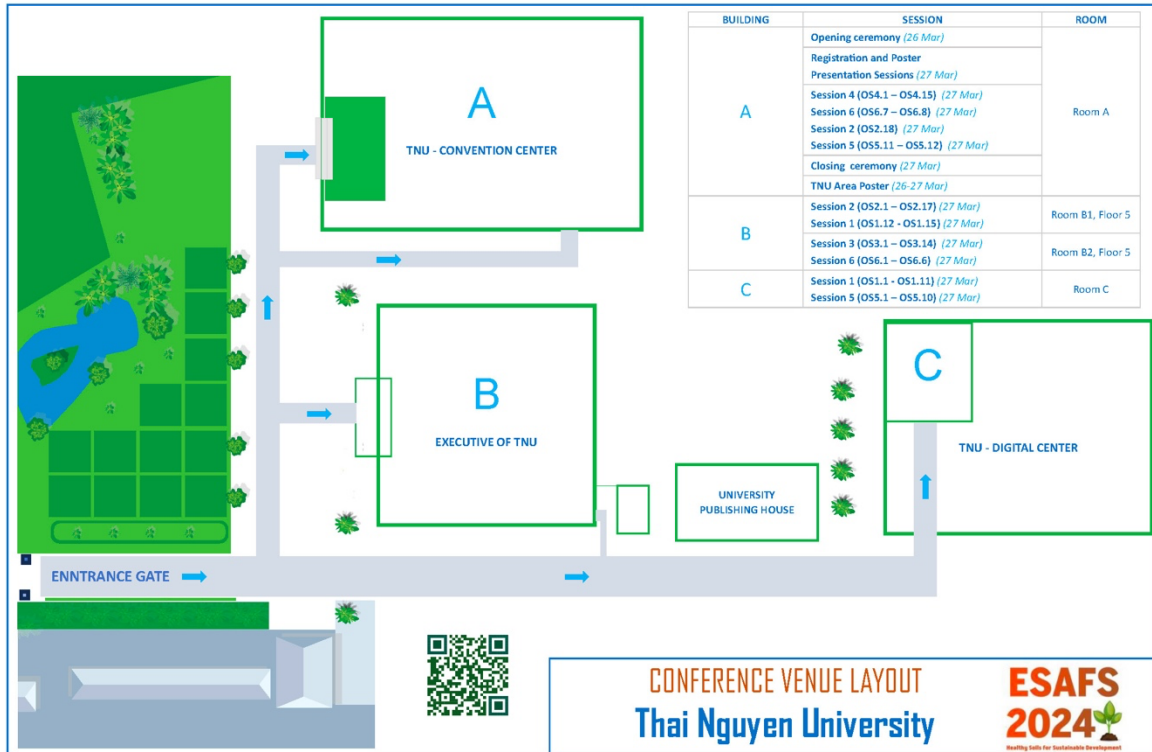 BUILDING SESSION ROOM
Opening ceremony (26 Mar)
Registration and Poster
Presentation Sessions (27 Mar)
Session 4 (OS4.1 – OS4.15) (27 Mar)
Session 6 (OS6.7 – OS6.8) (27 Mar)
Session 2 (OS2.18) (27 Mar)
Session 5 (OS5.11 – OS5.12) (27 Mar)
Closing ceremony (27 Mar)
TNU Area Poster (26-27 Mar)
A
Room A
Session 2 (OS2.1 – OS2.17) (27 Mar)
Session 1 (OS1.12 - OS1.15) (27 Mar)
Room B1, Floor 5
B
Session 3 (OS3.1 – OS3.14) (27 Mar)
Session 6 (OS6.1 – OS6.6) (27 Mar)
Room B2, Floor 5
C
Session 1 (OS1.1 - OS1.11) (27 Mar)
Session 5 (OS5.1 – OS5.10) (27 Mar)
Room C
A
TNU - CONVENTION CENTER
B
EXECUTIVE OF TNU
C
TNU - DIGITAL CENTER
UNIVERSITY
PUBLISHING HOUSE
ENNTRANCE GATE
CONFERENCE VENUE LAYOUT
Thai Nguyen University
ESAFS
2024
Healthy Soils for Sustainable Development